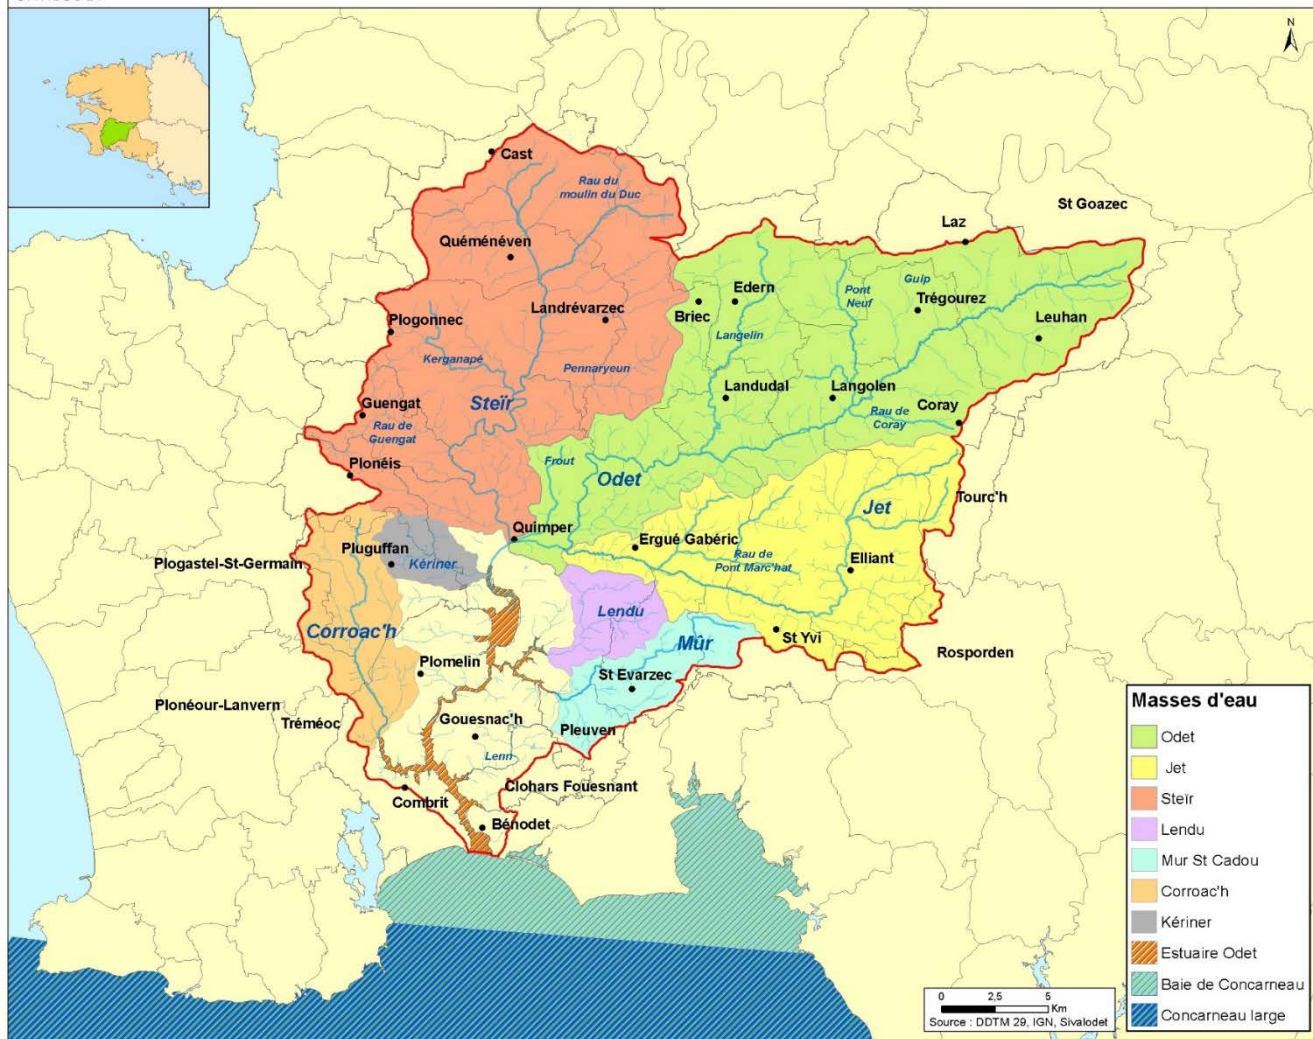 N
Cast
Rau du
moulin du Duc
St Goazec
Laz
Quéménéven
Guip
Pont
Neuf
Edern
Trégourez
Briec
Landrévarzec
Leuhan
Plogonnec
Langelin
Kerganapé
Pennaryeun
Landudal
Langolen
Steïr
Coray
Guengat
Rau de
Coray
Rau de
Guengat
Frout
Plonéis
Odet
Tourc'h
Jet
Quimper
Ergué Gabéric
Pluguffan
Rau de
Pont Marc'hat
Plogastel-St-Germain
Kériner
Elliant
Lendu
Corroac'h
Mûr
St Yvi
Rosporden
Plomelin
St Evarzec
Plonéour-Lanvern
Tréméoc
Gouesnac'h
Pleuven
Lenn
Clohars Fouesnant
Combrit
Bénodet
Masses d'eau
Odet
Jet
Steïr
Lendu
Mur St Cadou
Corroac'h
Kériner
Estuaire Odet
Baie de Concarneau
Concarneau large
0 2,5 5
Km
Source : DDTM 29, IGN, Sivalodet